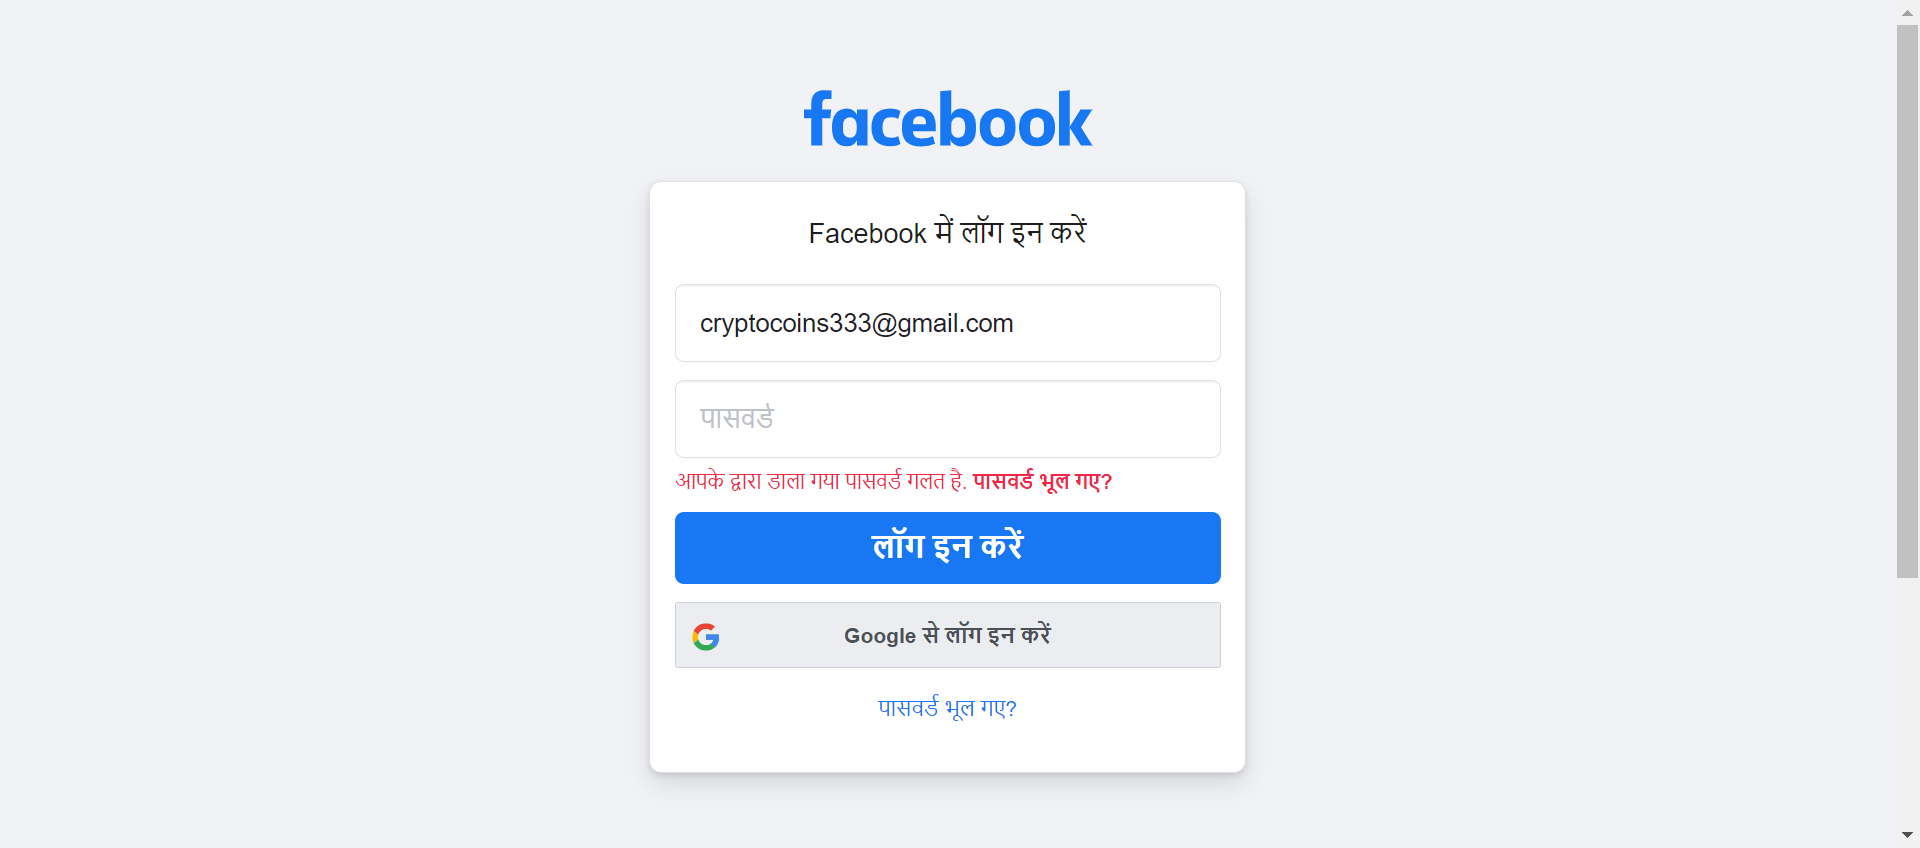 facebook
Facebook में लॉग इन करें
cryptocoins333@gmail.com
पासवर्ड
आपके द्वारा डाला गया पासवर्ड गलत है. पासवर्ड भूल गए?
लॉग इन करें
Google से लॉग इन करें
पासवर्ड भूल गए?